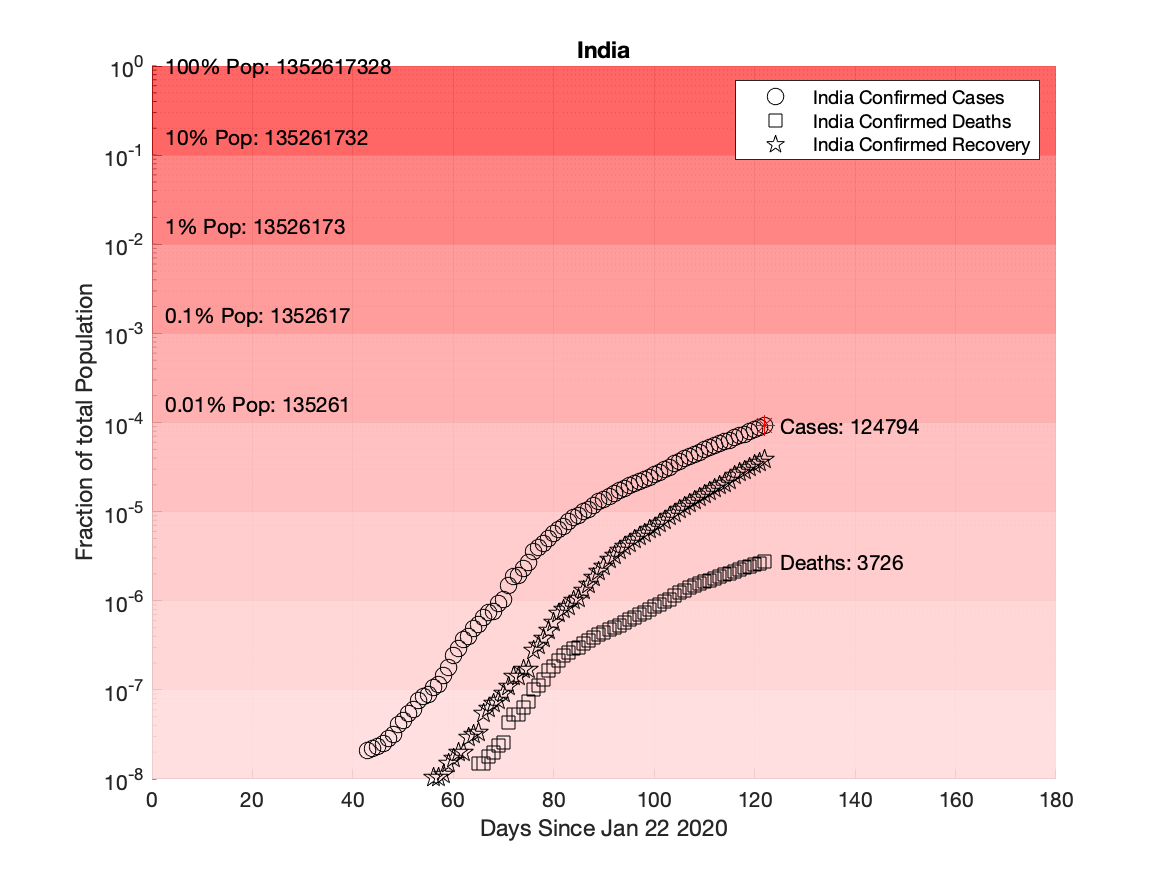 India
10^0
100% Pop: 1352617328
India Confirmed Cases
India Confirmed Deaths
India Confirmed Recovery
10% Pop: 135261732
10^-1
1% Pop: 13526173
10^-2
0.1% Pop: 1352617
10^-3
0.01% Pop: 135261
10^-4
Cases: 124794
10^-5
Deaths: 3726
10^-6
10^-7
10^-8
Fraction of total Population
0 20 40 60 80 100 120 140 160 180
Days Since Jan 22 2020